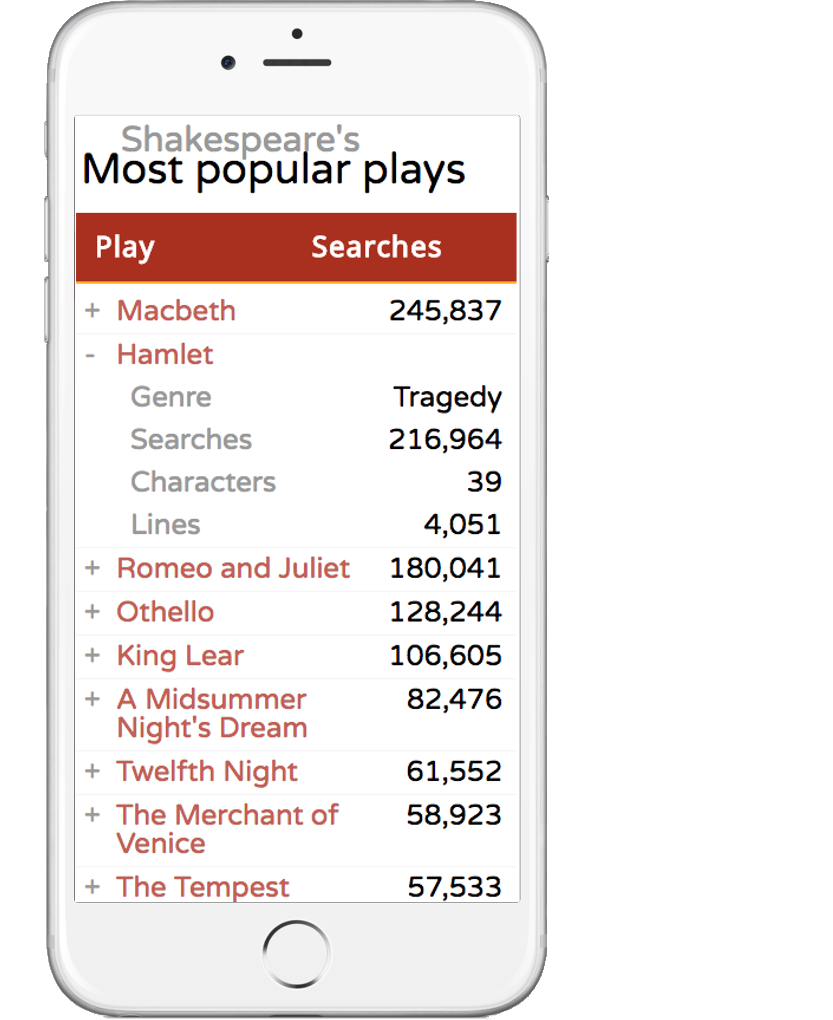 Shakespeare's
Most popular plays
Play Searches
+ Macbeth 245,837
- Hamlet
Genre Tragedy
Searches 216,964
Characters 39
Lines 4,051
+ Romeo and Juliet 180,041
+ Othello 128,244
+ King Lear 106,605
+ A Midsummer 82,476
Night's Dream
+ Twelfth Night 61,552
+ The Merchant of 58,923
Venice
+ The Tempest 57,533